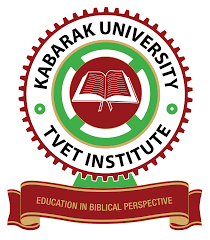 KABARAK UNIVERSITY
TVET INSTITUTE
EDUCATION IN BIBLICAL PERSPECTIVE